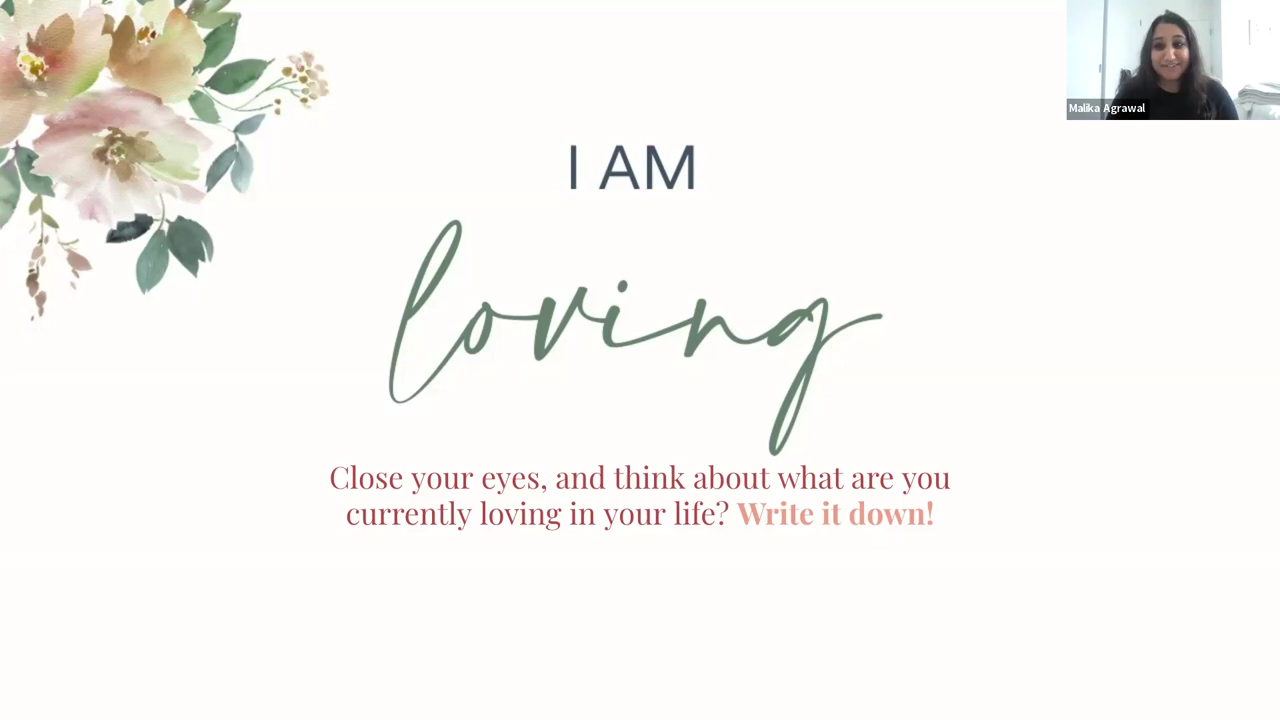 Malika Agrawal
I AM
loving
Close your eyes, and think about what are you
currently loving in your life? Write it down!